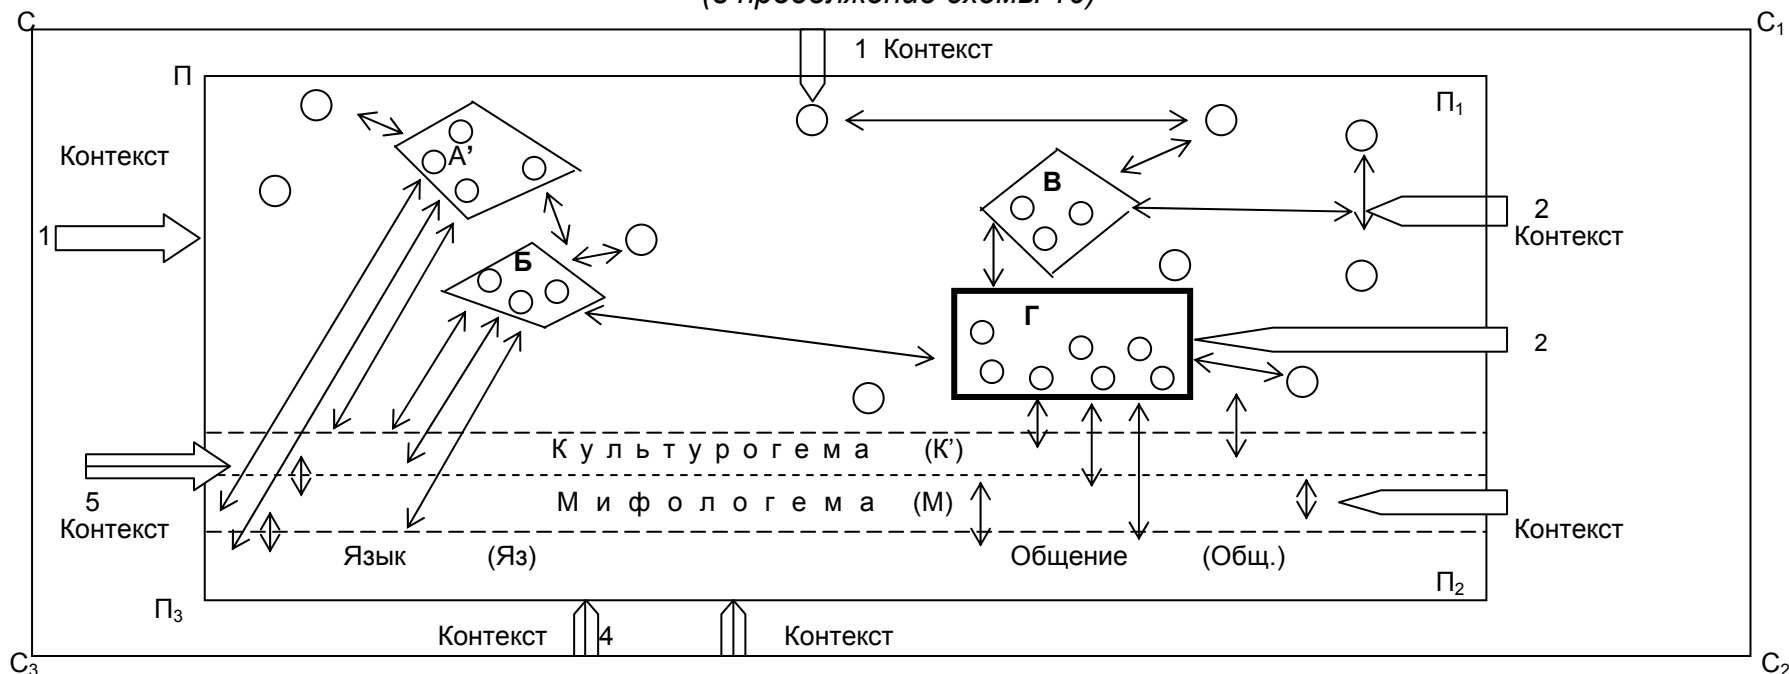 С
С₁
1 Контекст
П
П₁
Контекст
А’
В
2
Контекст
1
Б
Г
2
К у л ь т у р о г е м а (К’)
5
Контекст
М и ф о л о г е м а (М)
Контекст
Язык (Яз)
Общение (Общ.)
П₂
П₃
Контекст 4
Контекст
С₃
С₂